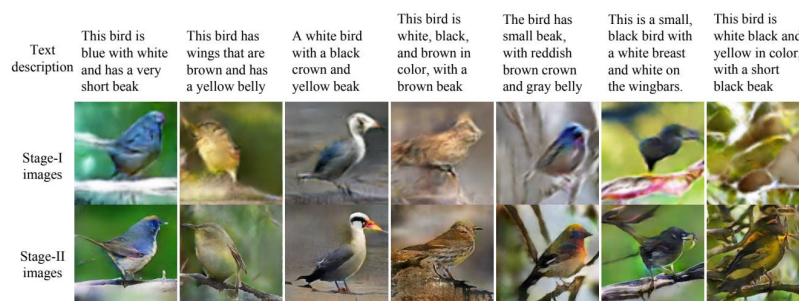 Text
description
This bird is
blue with white
and has a very
short beak
This bird has
wings that are
brown and has
a yellow belly
A white bird
with a black
crown and
yellow beak
This bird is
white, black,
and brown in
color, with a
brown beak
The bird has
small beak,
with reddish
brown crown
and gray belly
This is a small,
black bird with
a white breast
and white on
the wingbars.
This bird is
white black and
yellow in color,
with a short
black beak
Stage-I
images
Stage-II
images